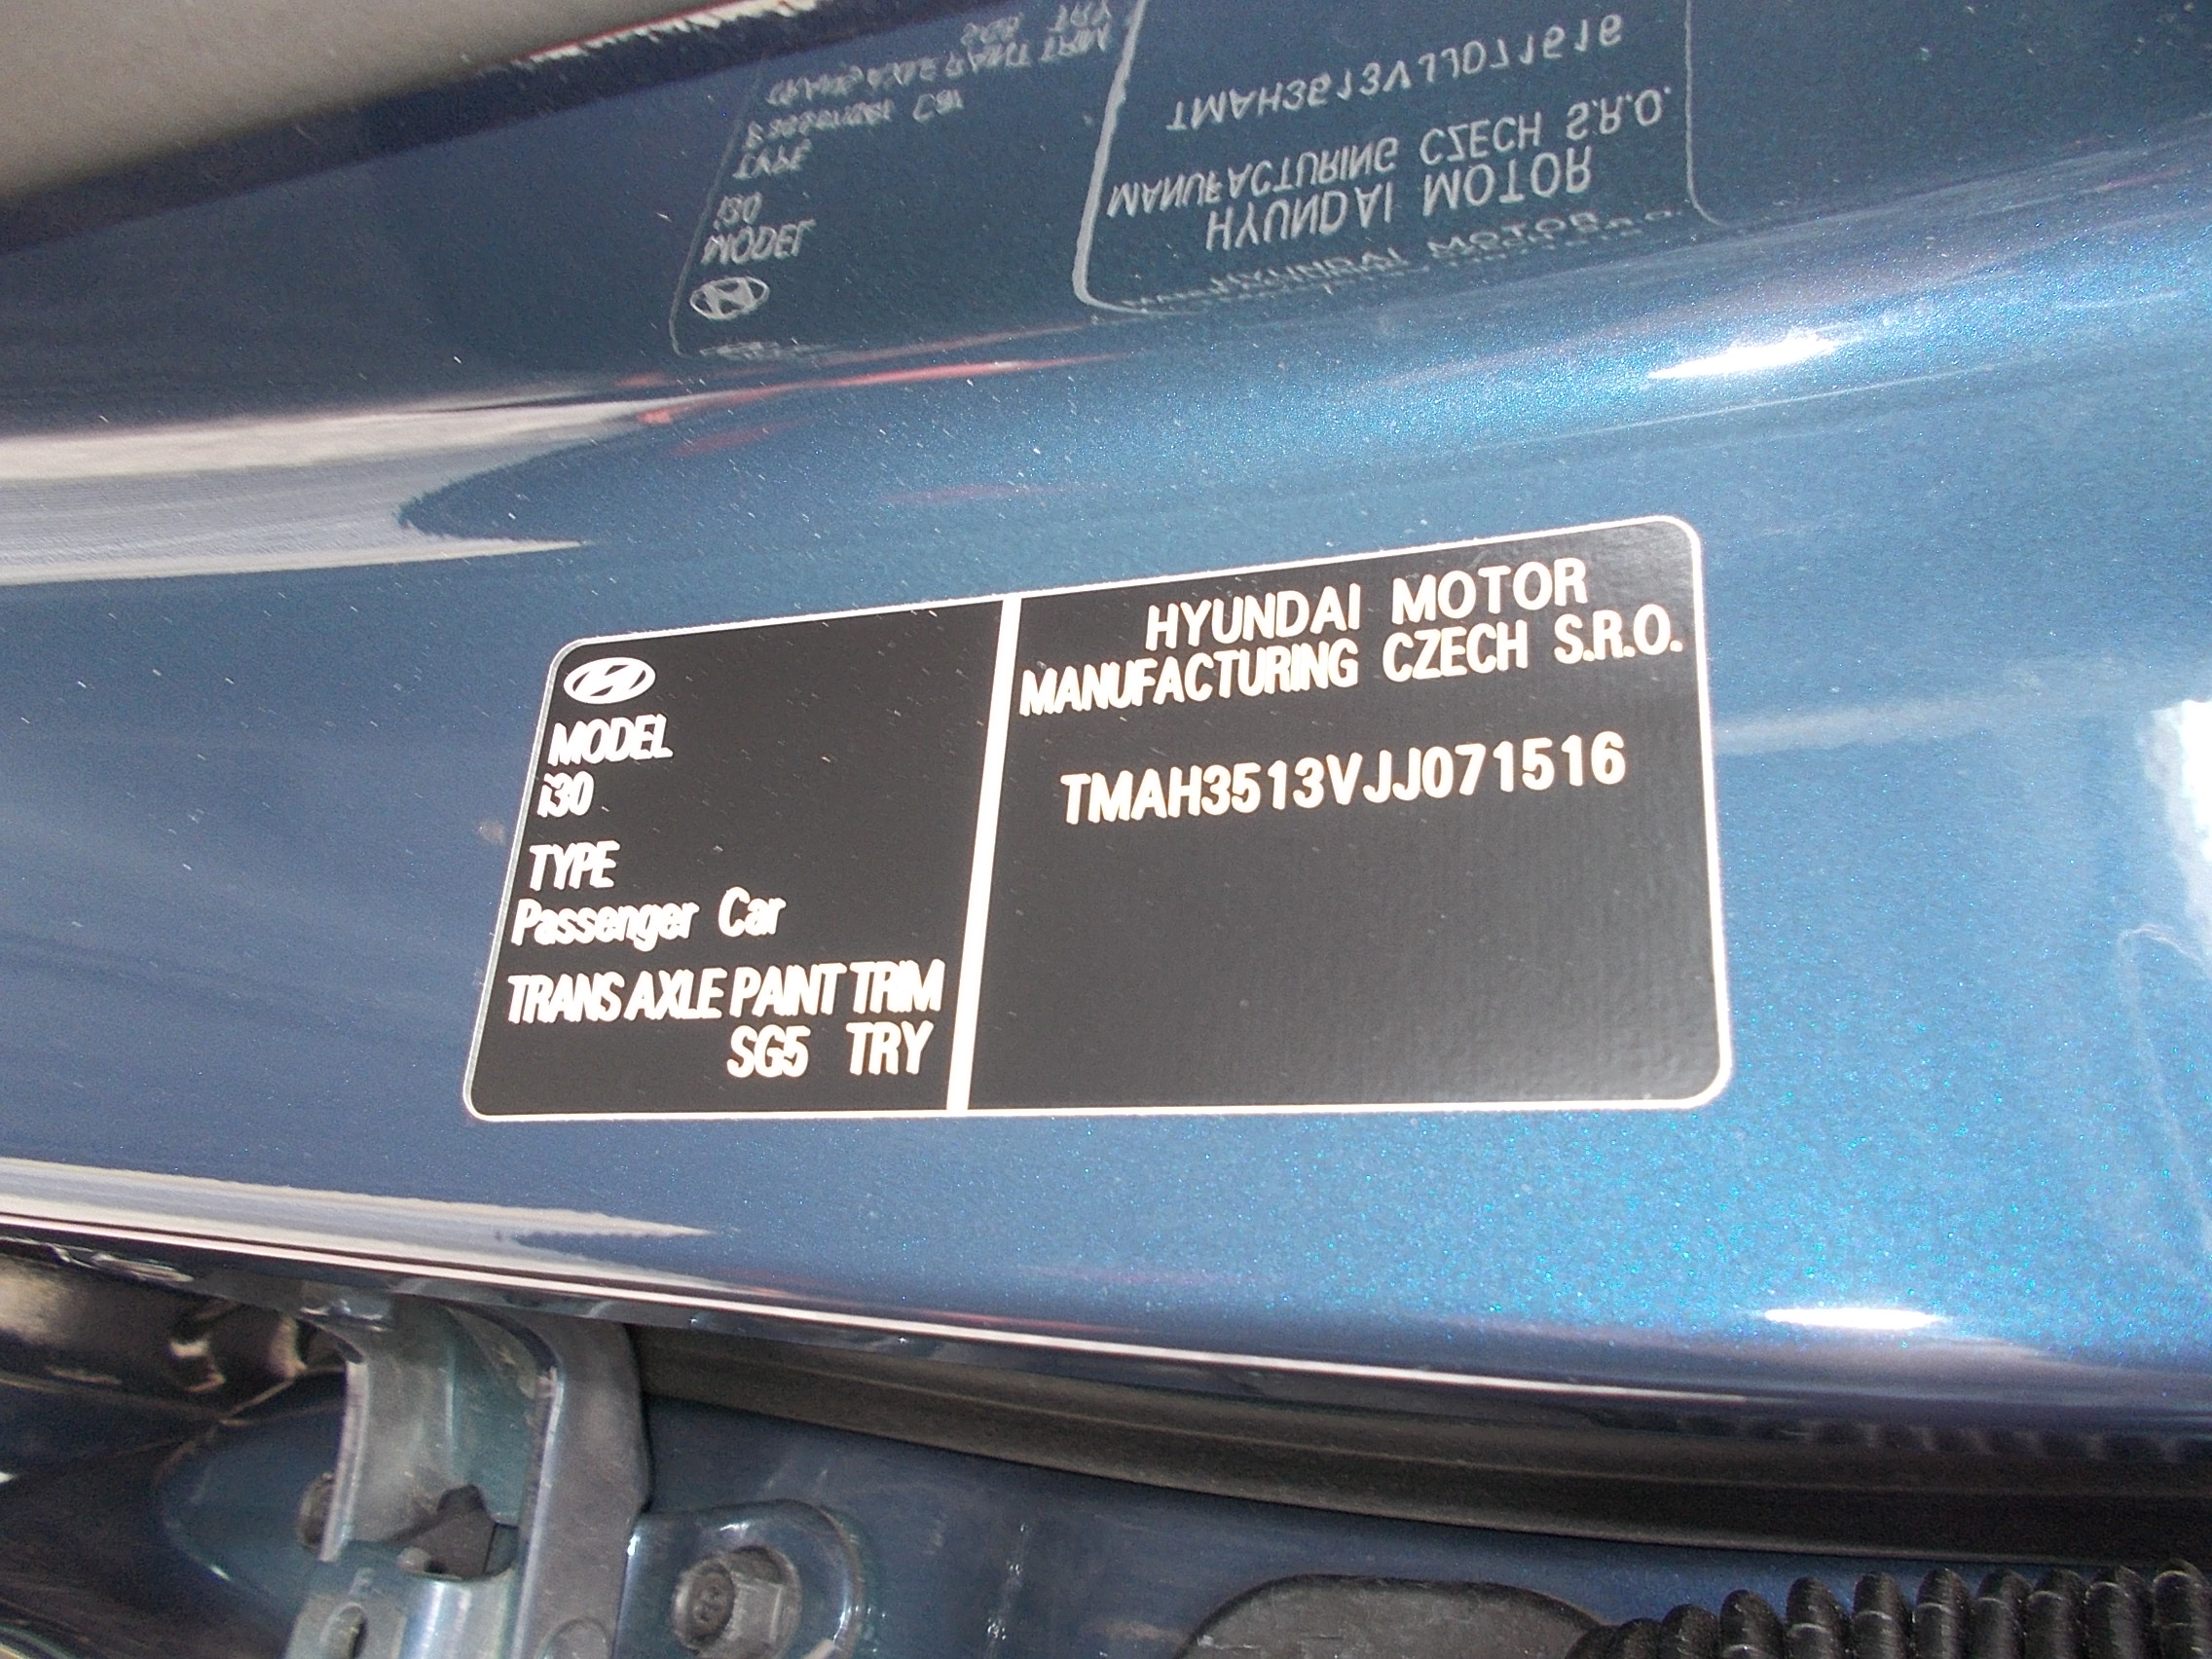 MODEL
i30
TYPE
Passenger Car
TRANS AXLE PAINT TRIM
SG5 TRY
HYUNDAI MOTOR
MANUFACTURING CZECH S.R.O.
TMAH3513VJJ071516